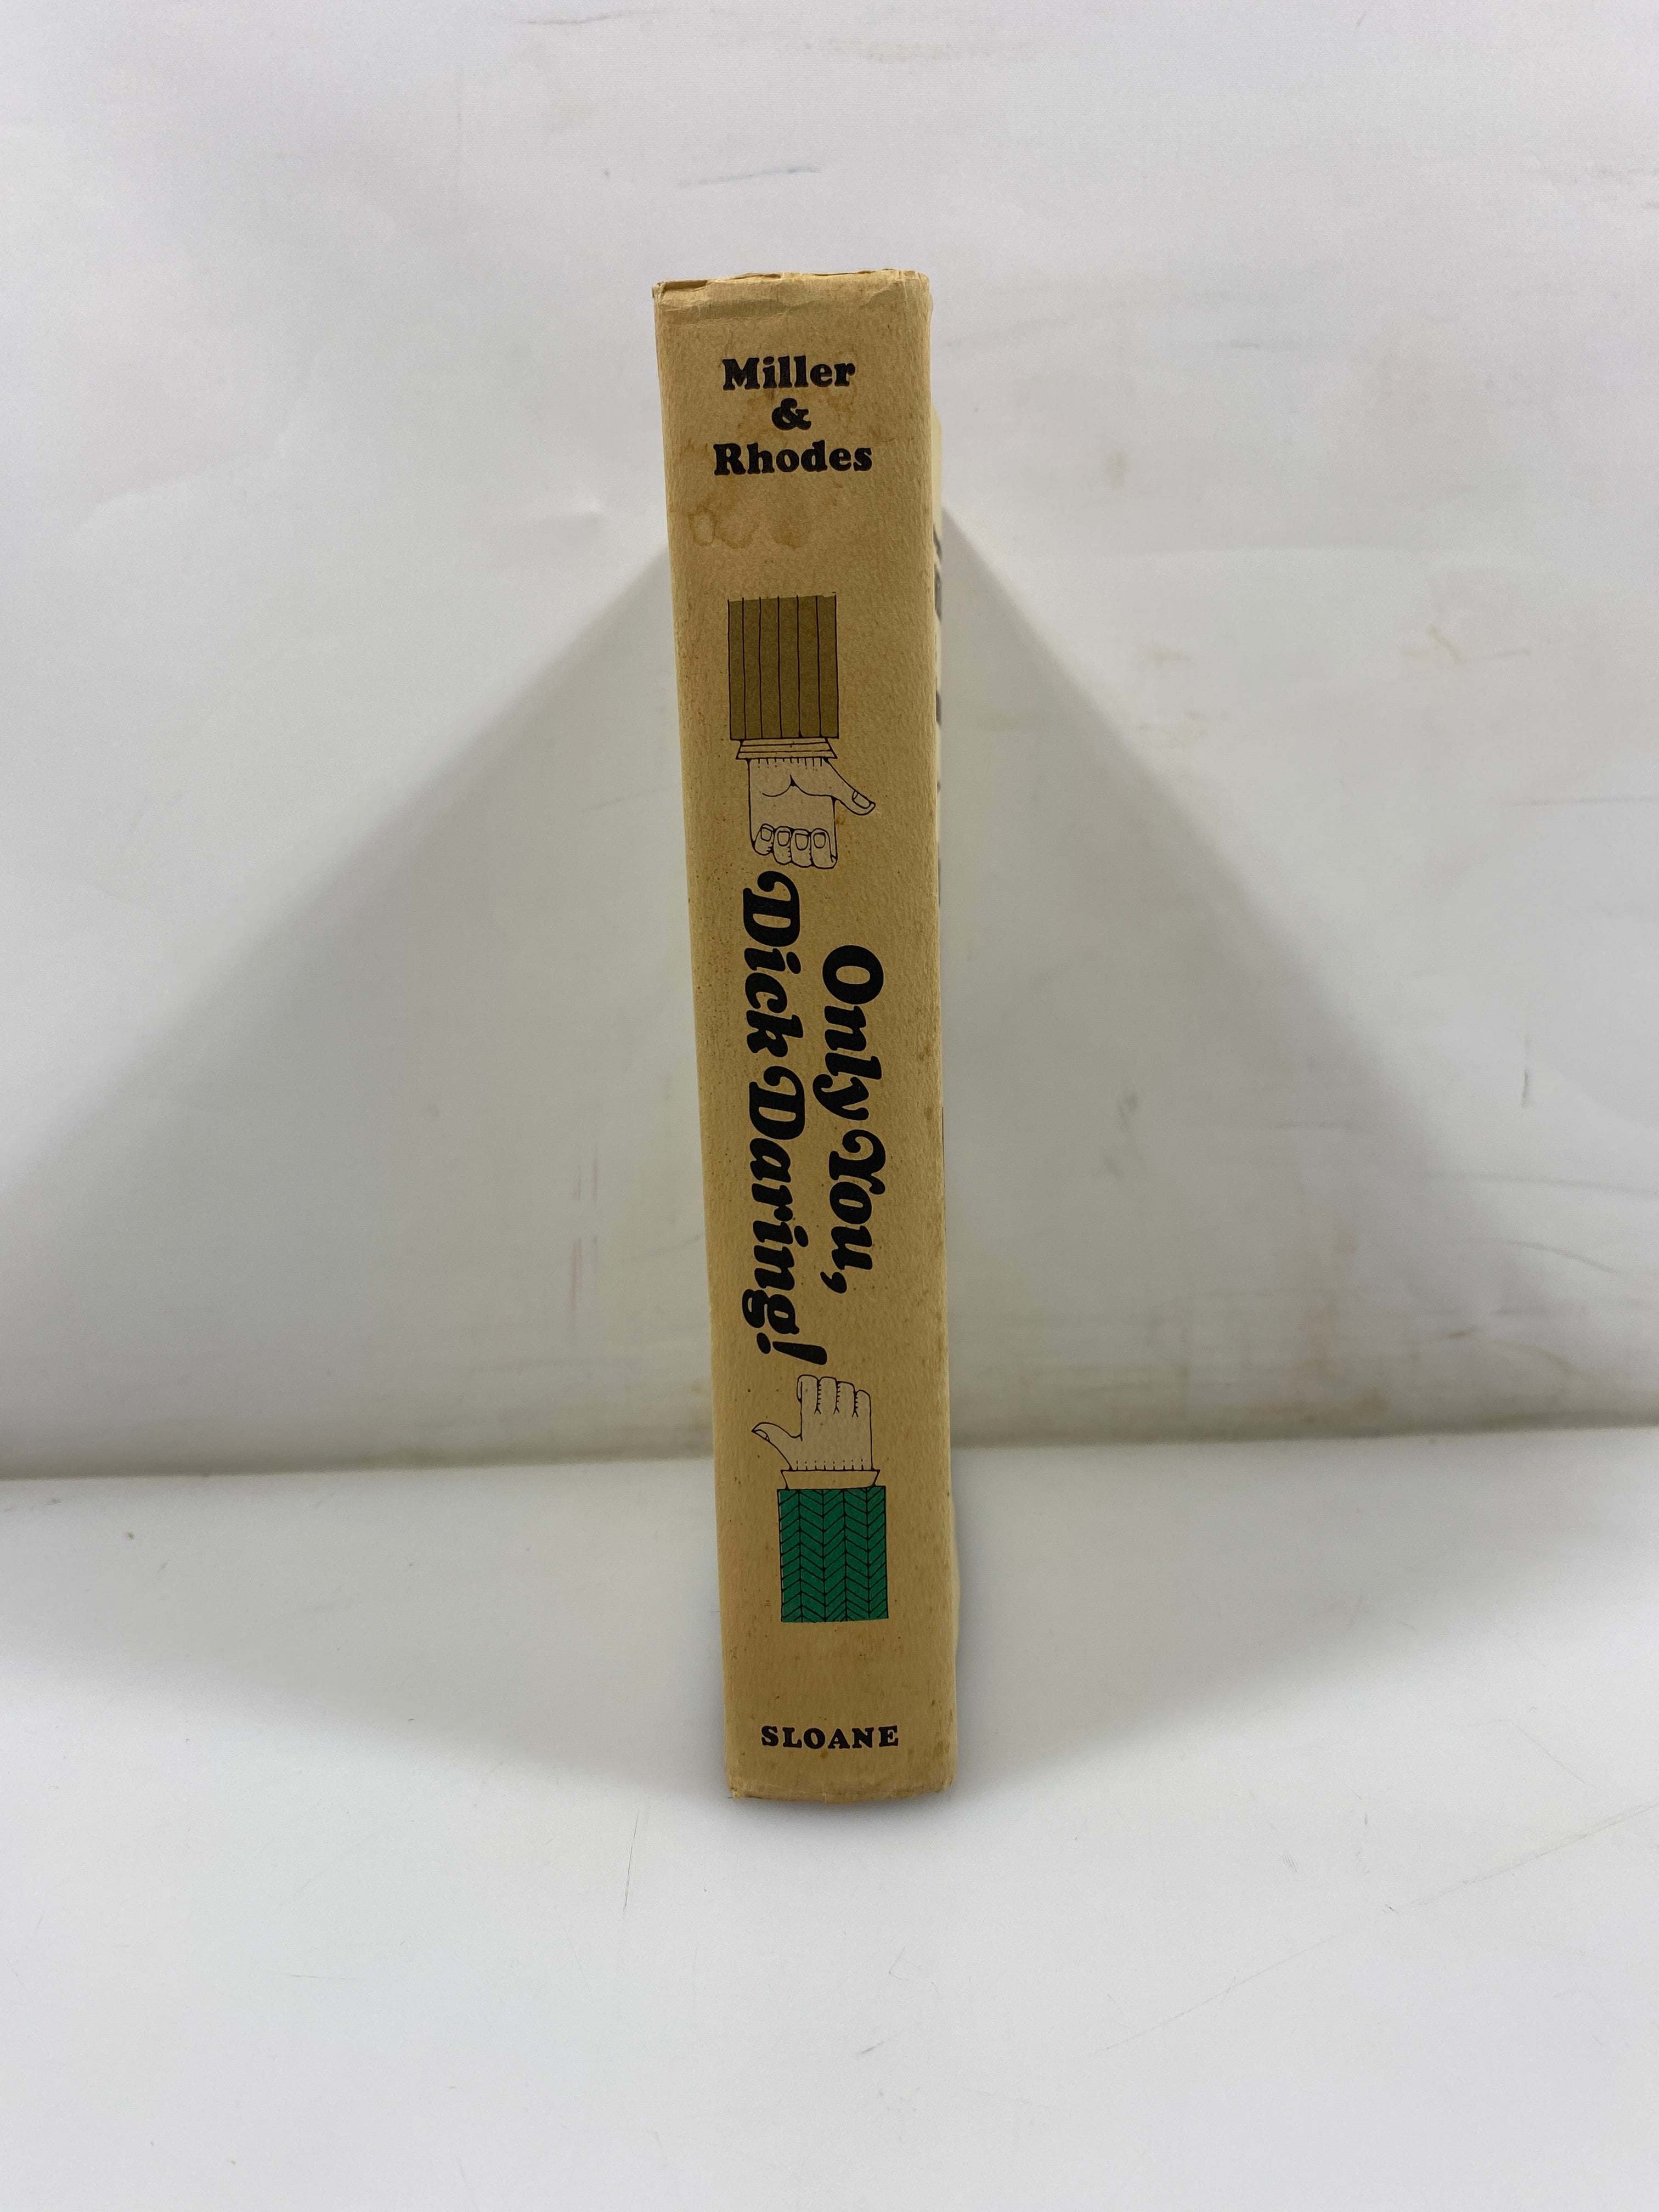 Miller
&
Rhodes
Only You,
Dick Daring!
SLOANE